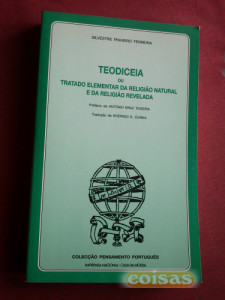 SILVESTRE PINHEIRO FERREIRA
TEODICEIA
OU
TRATADO ELEMENTAR DA RELIGIÃO NATURAL
E DA RELIGIÃO REVELADA
Prefácio de ANTÓNIO BRAZ TEIXEIRA
Tradução de RODRIGO S. CUNHA
COLECÇÃO PENSAMENTO PORTUGUÊS
IMPRENSA NACIONAL-CASA DA MOEDA
coisas